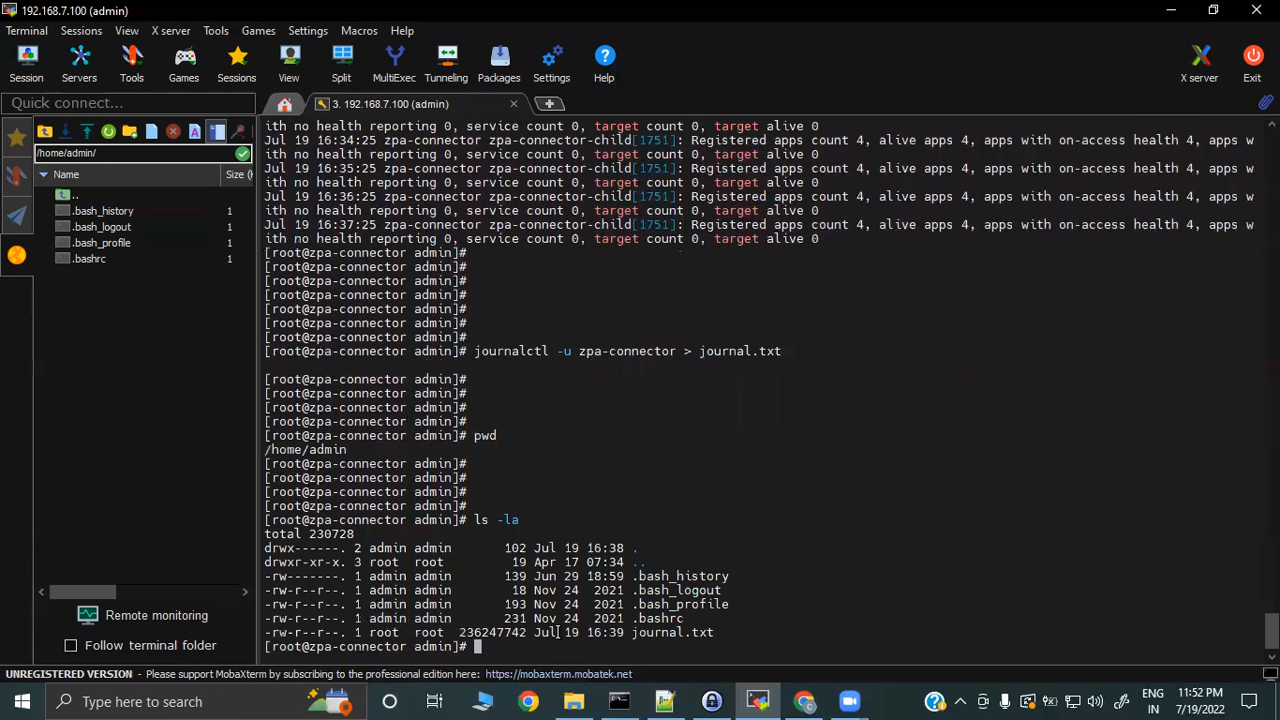 192.168.7.100 (admin)
Terminal Sessions View X server Tools Games Settings Macros Help
Session Servers Tools Games Sessions View Split MultiExec Tunneling Packages Settings Help X server Exit
Quick connect...
3. 192.168.7.100 (admin)
/home/admin/
Name Size (
..
.bash_history 1
.bash_logout 1
.bash_profile 1
.bashrc 1
Remote monitoring
Follow terminal folder
ith no health reporting 0, service count 0, target count 0, target alive 0
Jul 19 16:34:25 zpa-connector zpa-connector-child[1751]: Registered apps count 4, alive apps 4, apps with on-access health 4, apps w
ith no health reporting 0, service count 0, target count 0, target alive 0
Jul 19 16:35:25 zpa-connector zpa-connector-child[1751]: Registered apps count 4, alive apps 4, apps with on-access health 4, apps w
ith no health reporting 0, service count 0, target count 0, target alive 0
Jul 19 16:36:25 zpa-connector zpa-connector-child[1751]: Registered apps count 4, alive apps 4, apps with on-access health 4, apps w
ith no health reporting 0, service count 0, target count 0, target alive 0
Jul 19 16:37:25 zpa-connector zpa-connector-child[1751]: Registered apps count 4, alive apps 4, apps with on-access health 4, apps w
ith no health reporting 0, service count 0, target count 0, target alive 0
[root@zpa-connector admin]#
[root@zpa-connector admin]#
[root@zpa-connector admin]#
[root@zpa-connector admin]#
[root@zpa-connector admin]#
[root@zpa-connector admin]#
[root@zpa-connector admin]#
[root@zpa-connector admin]# journalctl -u zpa-connector > journal.txt
[root@zpa-connector admin]#
[root@zpa-connector admin]#
[root@zpa-connector admin]#
[root@zpa-connector admin]#
[root@zpa-connector admin]# pwd
/home/admin
[root@zpa-connector admin]#
[root@zpa-connector admin]#
[root@zpa-connector admin]#
[root@zpa-connector admin]#
[root@zpa-connector admin]# ls -la
total 230728
drwx------. 2 admin admin 102 Jul 19 16:38 .
drwxr-xr-x. 3 root root 19 Apr 17 07:34 ..
-rw-------. 1 admin admin 139 Jun 29 18:59 .bash_history
-rw-r--r--. 1 admin admin 18 Nov 24 2021 .bash_logout
-rw-r--r--. 1 admin admin 193 Nov 24 2021 .bash_profile
-rw-r--r--. 1 admin admin 231 Nov 24 2021 .bashrc
-rw-r--r--. 1 root root 236247742 Jul 19 16:39 journal.txt
[root@zpa-connector admin]#
UNREGISTERED VERSION - Please support MobaXterm by subscribing to the professional edition here: https://mobaxterm.mobatek.net
Type here to search
ENG
IN
11:52 PM
7/19/2022